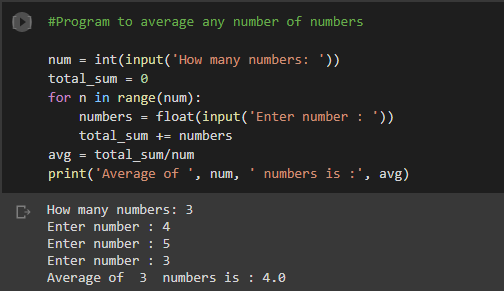 #Program to average any number of numbers
num = int(input('How many numbers: '))
total_sum = 0
for n in range(num):
    numbers = float(input('Enter number : '))
    total_sum += numbers
avg = total_sum/num
print('Average of ', num, ' numbers is :', avg)
How many numbers: 3
Enter number : 4
Enter number : 5
Enter number : 3
Average of  3  numbers is : 4.0